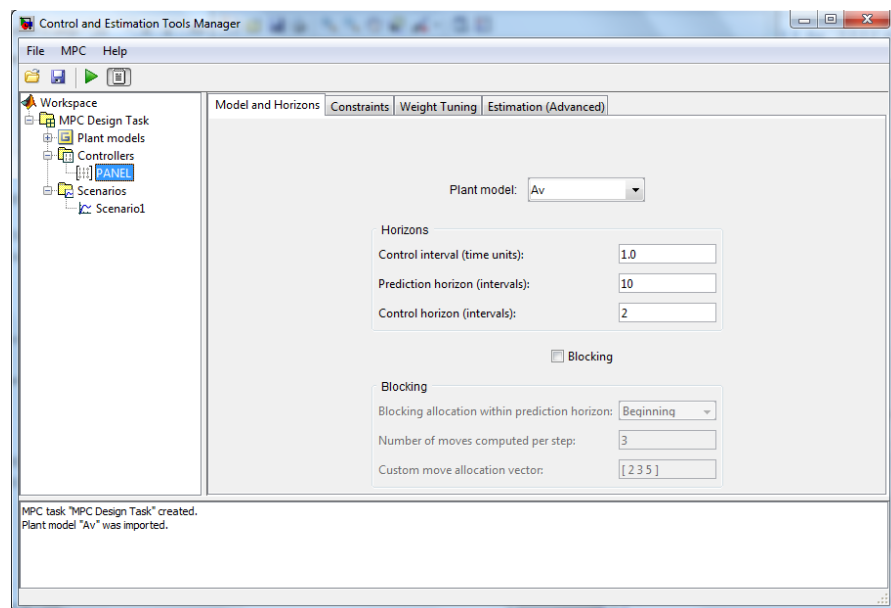 Control and Estimation Tools Manager
File MPC Help
Workspace
MPC Design Task
Plant models
Controllers
PANEL
Scenarios
Scenario1
Model and Horizons Constraints Weight Tuning Estimation (Advanced)
Plant model: Av
Horizons
Control interval (time units): 1.0
Prediction horizon (intervals): 10
Control horizon (intervals): 2
Blocking
Blocking
Blocking allocation within prediction horizon: Beginning
Number of moves computed per step: 3
Custom move allocation vector: [ 2 3 5 ]
MPC task "MPC Design Task" created.
Plant model "Av" was imported.